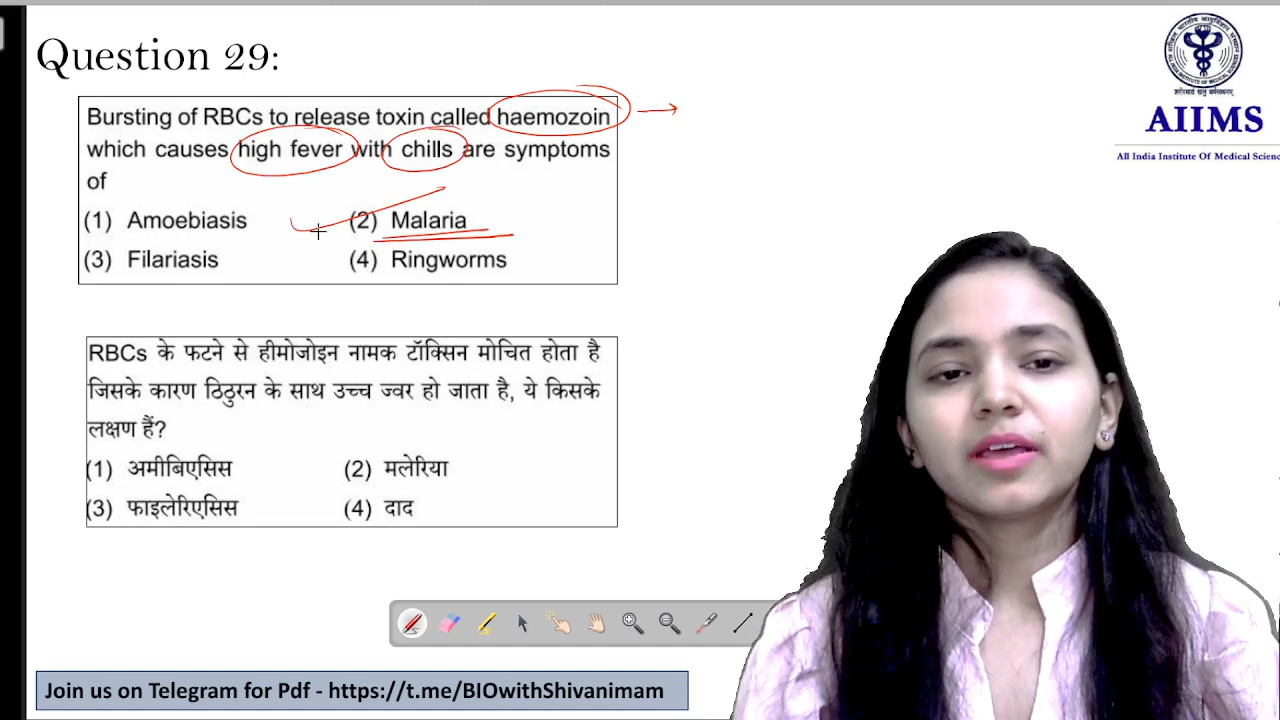 Question 29:
Bursting of RBCs to release toxin called haemozoin
which causes high fever with chills are symptoms
of
(1) Amoebiasis (2) Malaria
(3) Filariasis (4) Ringworms
RBCs के फटने से हीमोजोइन नामक टॉक्सिन मोचित होता है
जिसके कारण ठिठुरन के साथ उच्च ज्वर हो जाता है, ये किसके
लक्षण हैं?
(1) अमीबिएसिस (2) मलेरिया
(3) फाइलेरिएसिस (4) दाद
AIIMS
All India Institute Of Medical Scienc
Join us on Telegram for Pdf - https://t.me/BIOwithShivanimam